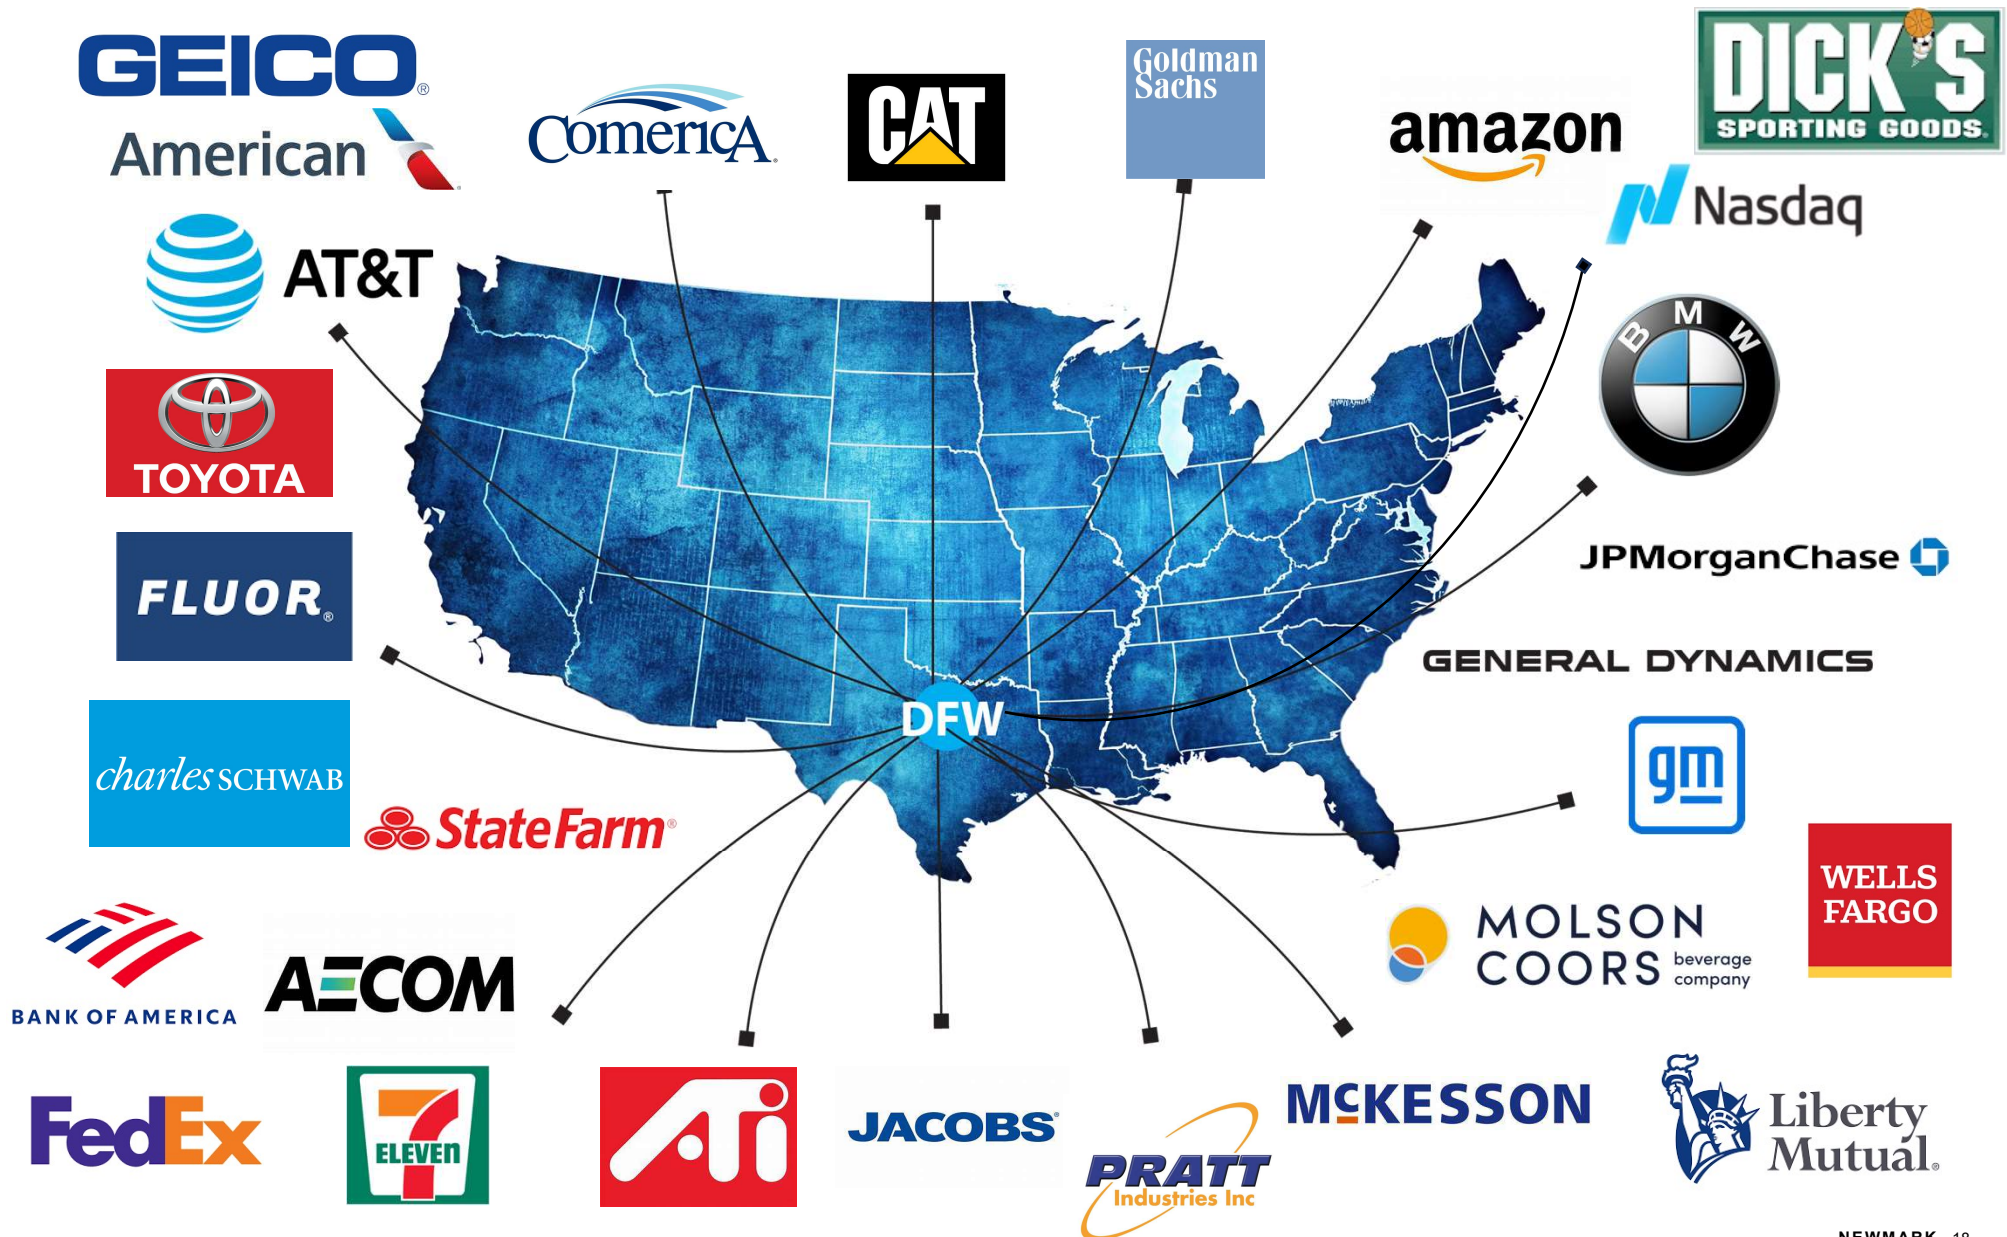 GEICO®
American
Comerica®
CAT
Goldman
Sachs
amazon
DICK'S
SPORTING GOODS
Nasdaq
AT&T
BMW
TOYOTA
JPMorganChase
FLUOR®
GENERAL DYNAMICS
DFW
gm
charles SCHWAB
StateFarm®
WELLS
FARGO
MOLSON
COORS beverage
company
BANK OF AMERICA
AECOM
FedEx
7
ELEVEn
ATi
JACOBS®
PRATT
Industries Inc
McKESSON
Liberty
Mutual®
NEWMARK 18